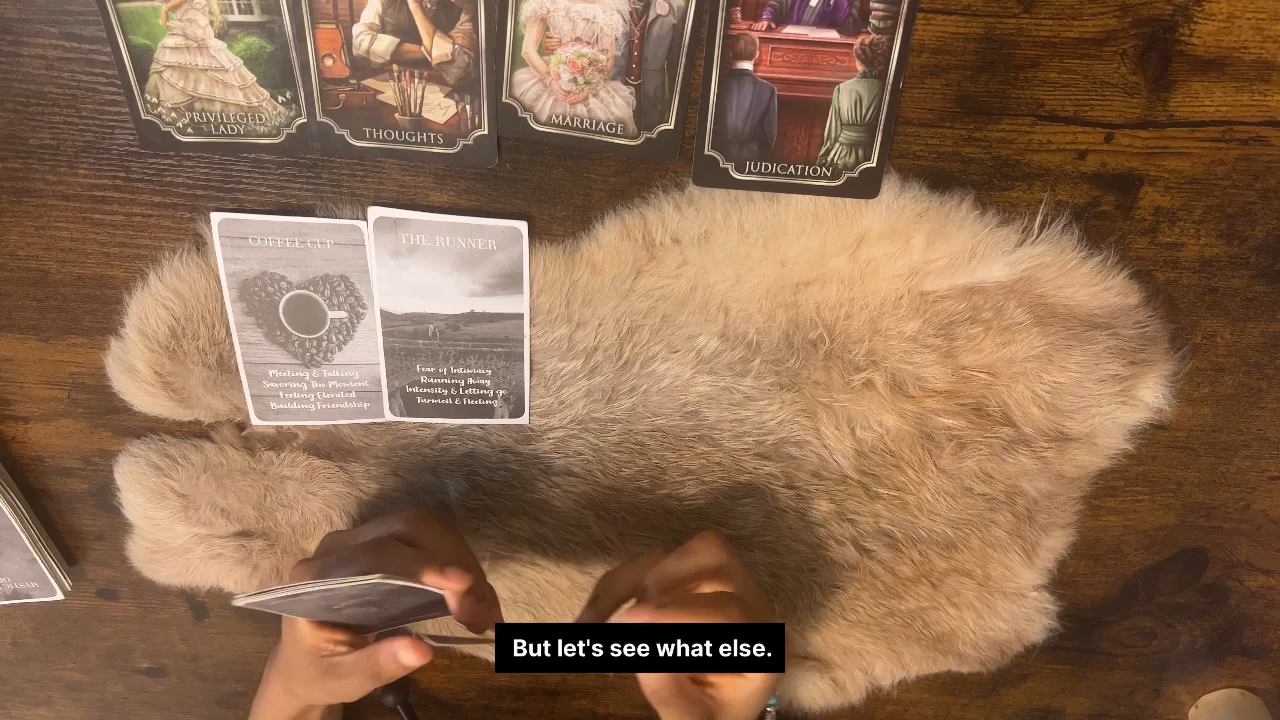 PRIVILEGED
LADY
THOUGHTS
MARRIAGE
JUDICATION
COFFEE CUP
Meeting & Talking
Savoring The Moment
Feeling Elevated
Building Friendship
THE RUNNER
Fear of Intimacy
Running Away
Intensity & Letting go
Turmoil & Fleeting
But let's see what else.